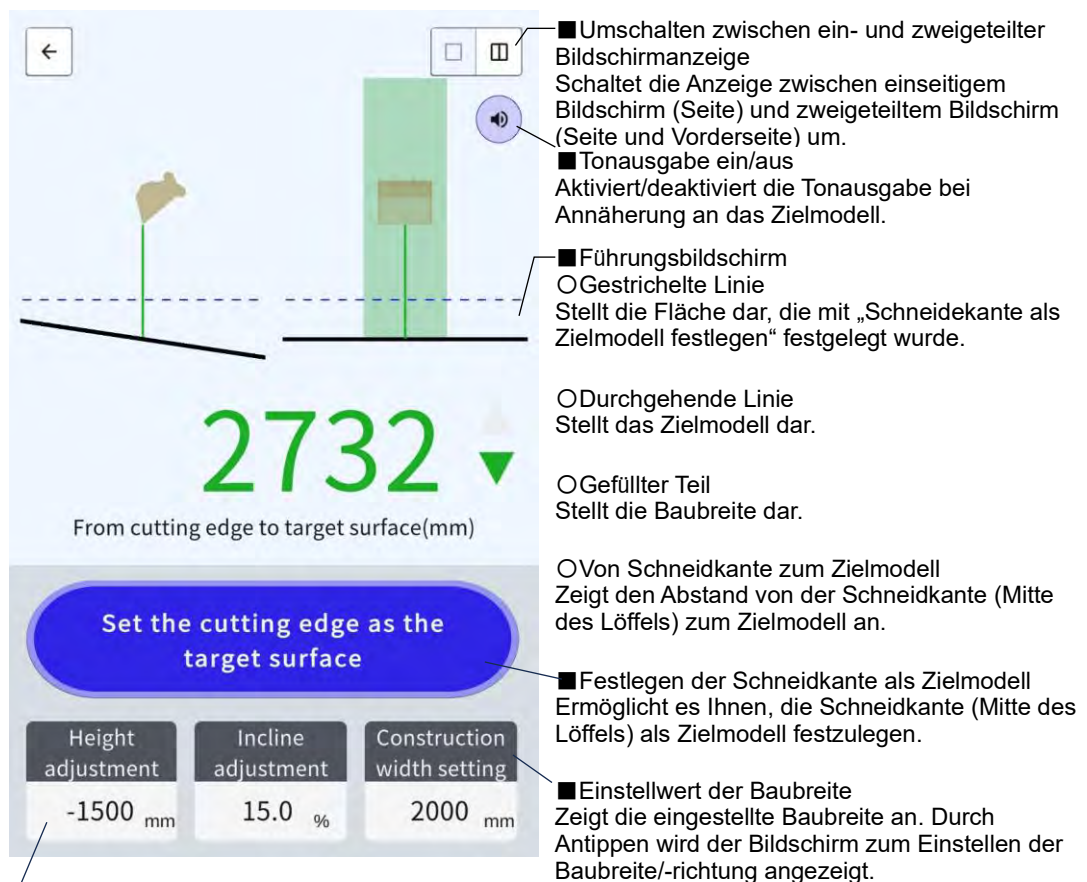 ■Umschalten zwischen ein- und zweigeteilter
Bildschirmanzeige
Schaltet die Anzeige zwischen einseitigem
Bildschirm (Seite) und zweigeteiltem Bildschirm
(Seite und Vorderseite) um.
■Tonausgabe ein/aus
Aktiviert/deaktiviert die Tonausgabe bei
Annäherung an das Zielmodell.
■Führungsbildschirm
○Gestrichelte Linie
Stellt die Fläche dar, die mit „Schneidekante als
Zielmodell festlegen“ festgelegt wurde.
○Durchgehende Linie
Stellt das Zielmodell dar.
○Gefüllter Teil
Stellt die Baubreite dar.
○Von Schneidkante zum Zielmodell
Zeigt den Abstand von der Schneidkante (Mitte
des Löffels) zum Zielmodell an.
■Festlegen der Schneidkante als Zielmodell
Ermöglicht es Ihnen, die Schneidkante (Mitte des
Löffels) als Zielmodell festzulegen.
■Einstellwert der Baubreite
Zeigt die eingestellte Baubreite an. Durch
Antippen wird der Bildschirm zum Einstellen der
Baubreite/-richtung angezeigt.
2732
From cutting edge to target surface(mm)
Set the cutting edge as the
target surface
Height
adjustment
-1500 mm
Incline
adjustment
15.0 %
Construction
width setting
2000 mm